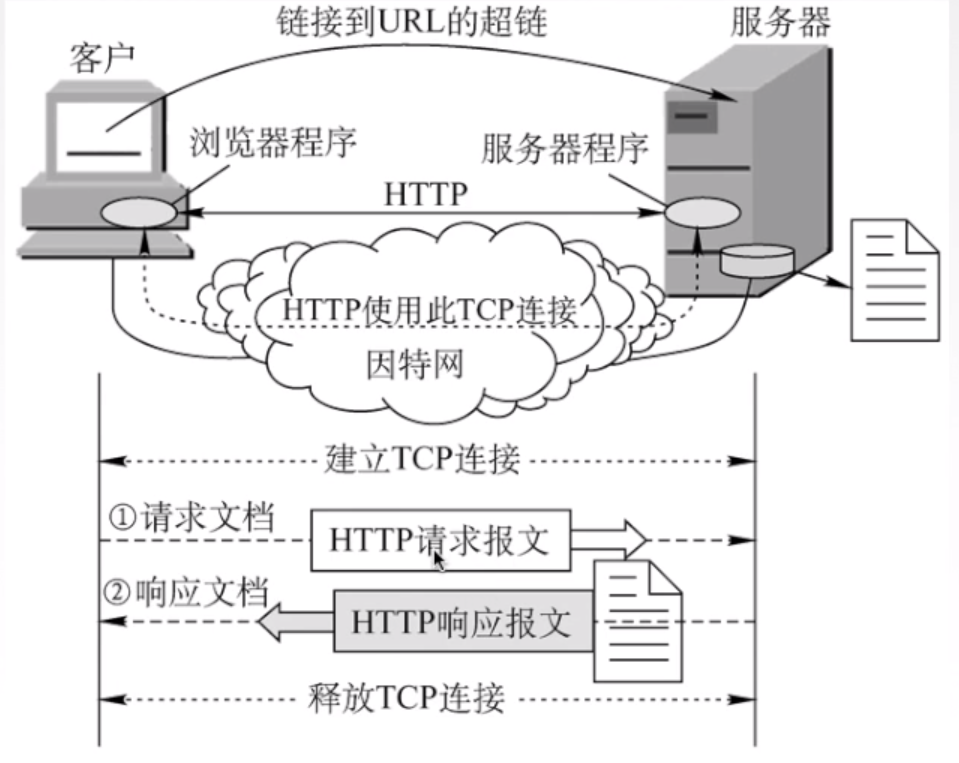 链接到URL的超链
服务器
客户
浏览器程序
服务器程序
HTTP
HTTP使用此TCP连接
因特网
建立TCP连接
①请求文档
HTTP请求报文
②响应文档
HTTP响应报文
释放TCP连接